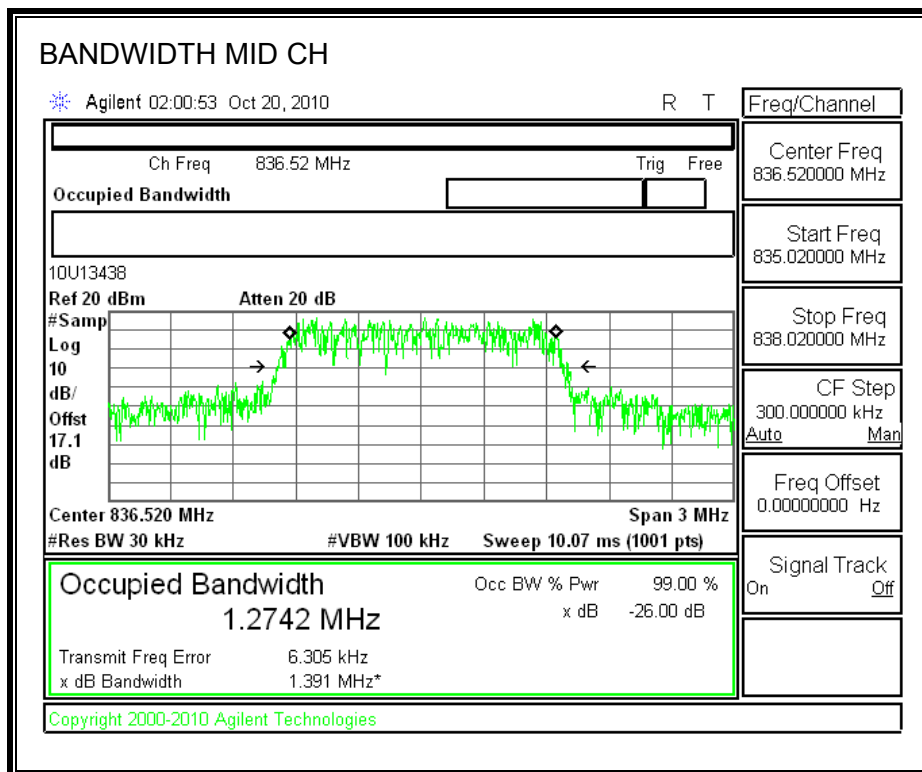 BANDWIDTH MID CH
Agilent 02:00:53 Oct 20, 2010 R T
Ch Freq 836.52 MHz Trig Free
Occupied Bandwidth
10U13438
Ref 20 dBm Atten 20 dB
#Samp
Log
10
dB/
Offst
17.1
dB
Center 836.520 MHz Span 3 MHz
#Res BW 30 kHz #VBW 100 kHz Sweep 10.07 ms (1001 pts)
Occupied Bandwidth Occ BW % Pwr 99.00 %
1.2742 MHz x dB -26.00 dB
Transmit Freq Error 6.305 kHz
x dB Bandwidth 1.391 MHz*
Copyright 2000-2010 Agilent Technologies
Freq/Channel
Center Freq
836.520000 MHz
Start Freq
835.020000 MHz
Stop Freq
838.020000 MHz
CF Step
300.000000 kHz
Auto Man
Freq Offset
0.00000000 Hz
Signal Track
On Off